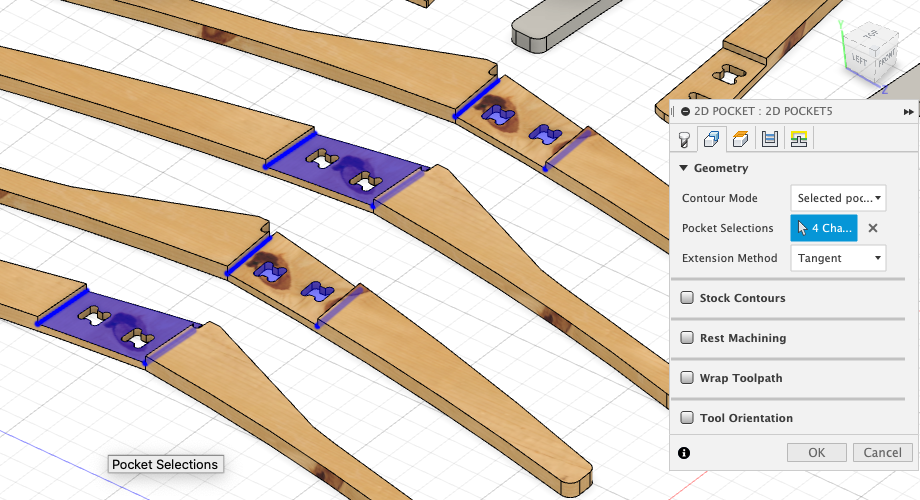 Y
TOP
LEFT
FRONT
Z
2D POCKET : 2D POCKET5
Geometry
Contour Mode
Selected poc...
Pocket Selections
4 Cha...
Extension Method
Tangent
Stock Contours
Rest Machining
Wrap Toolpath
Tool Orientation
OK
Cancel
Pocket Selections